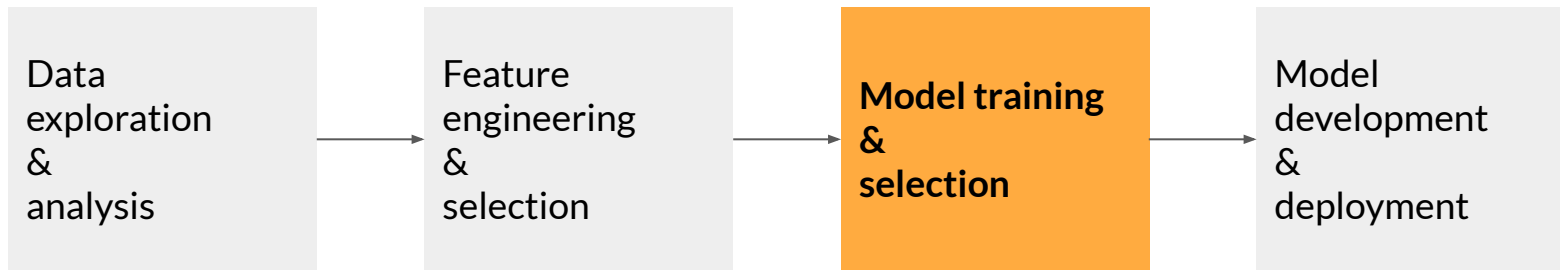 Data
exploration
&
analysis
Feature
engineering
&
selection
Model training
&
selection
Model
development
&
deployment